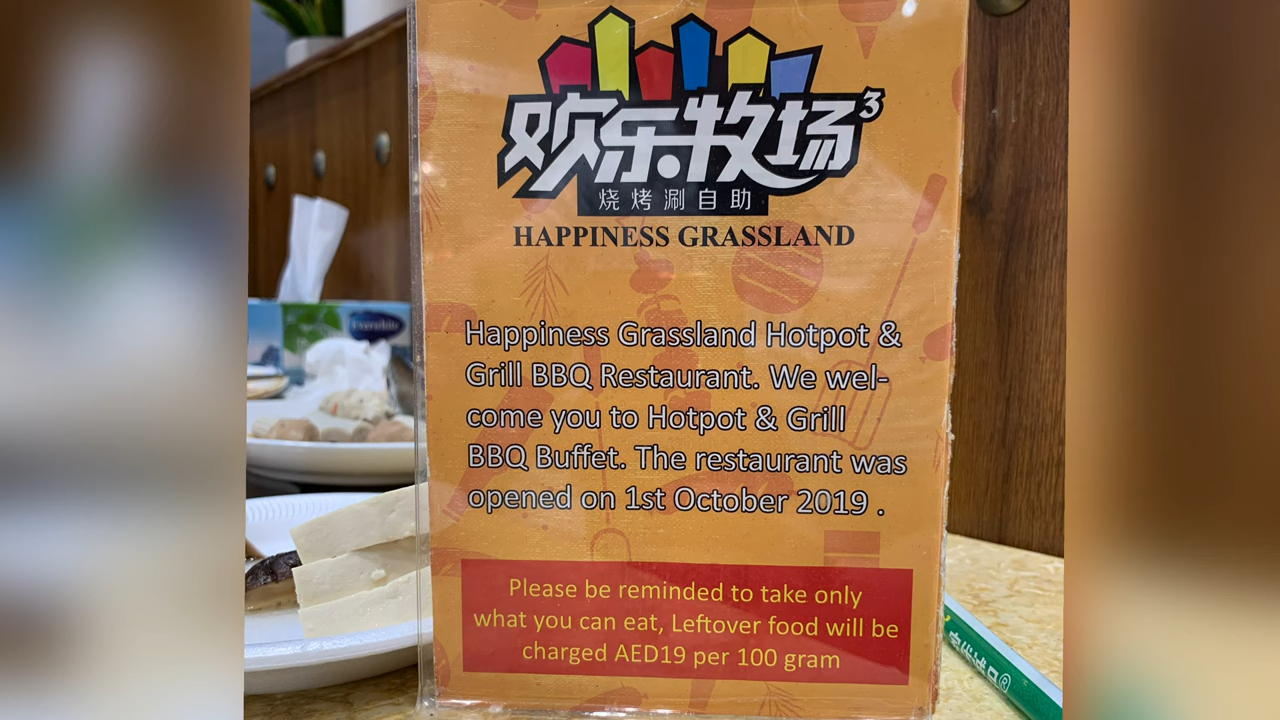 欢乐牧场³
烧烤涮自助
HAPPINESS GRASSLAND
Happiness Grassland Hotpot &
Grill BBQ Restaurant. We wel-
come you to Hotpot & Grill
BBQ Buffet. The restaurant was
opened on 1st October 2019 .
Please be reminded to take only
what you can eat, Leftover food will be
charged AED19 per 100 gram